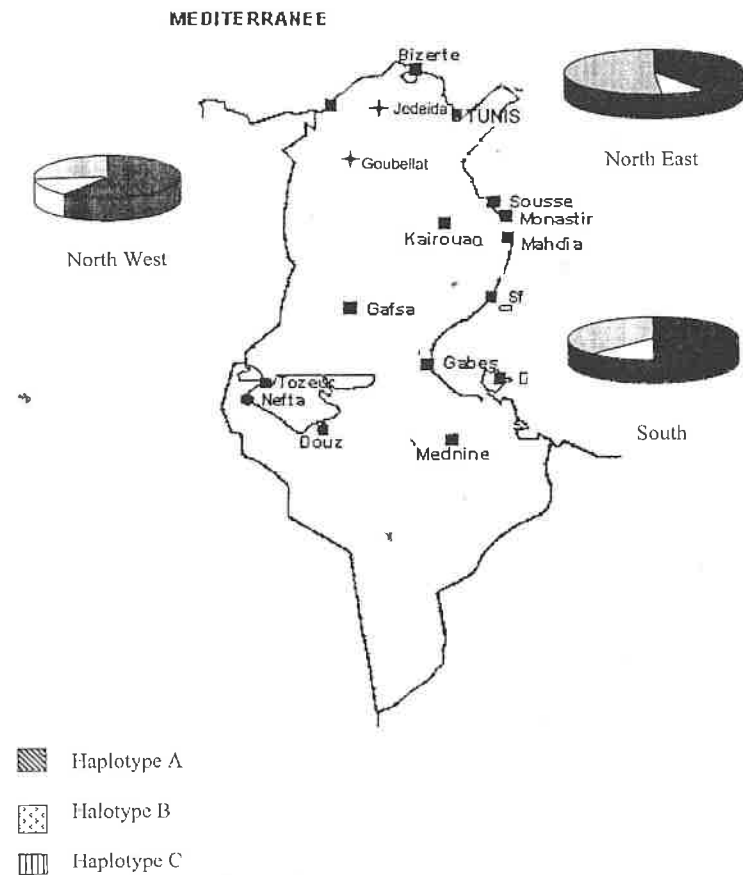 MEDITERRANEE
Bizerte
Jedeida
TUNIS
North East
Goubellat
North West
Sousse
Monastir
Kairouan
Mahdia
Sf
Gafsa
Gabes
Tozeur
Nefta
South
Douz
Mednine
Haplotype A
Halotype B
Haplotype C